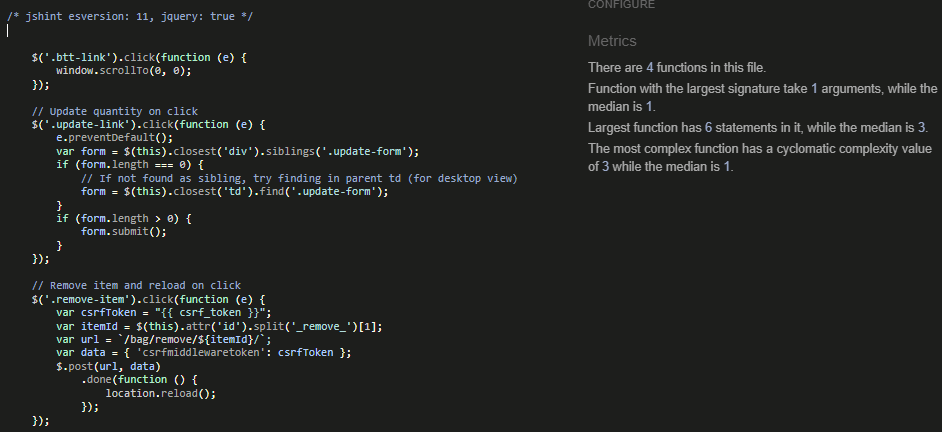 /* jshint esversion: 11, jquery: true */
$('.btt-link').click(function (e) {
window.scrollTo(0, 0);
});
// Update quantity on click
$('.update-link').click(function (e) {
e.preventDefault();
var form = $(this).closest('div').siblings('.update-form');
if (form.length === 0) {
// If not found as sibling, try finding in parent td (for desktop view)
form = $(this).closest('td').find('.update-form');
}
if (form.length > 0) {
form.submit();
}
});
// Remove item and reload on click
$('.remove-item').click(function (e) {
var csrfToken = "{{ csrf_token }}";
var itemId = $(this).attr('id').split('_remove_')[1];
var url = `/bag/remove/${itemId}/`;
var data = { 'csrfmiddlewaretoken': csrfToken };
$.post(url, data)
.done(function () {
location.reload();
});
});
CONFIGURE
Metrics
There are 4 functions in this file.
Function with the largest signature take 1 arguments, while the
median is 1.
Largest function has 6 statements in it, while the median is 3.
The most complex function has a cyclomatic complexity value
of 3 while the median is 1.